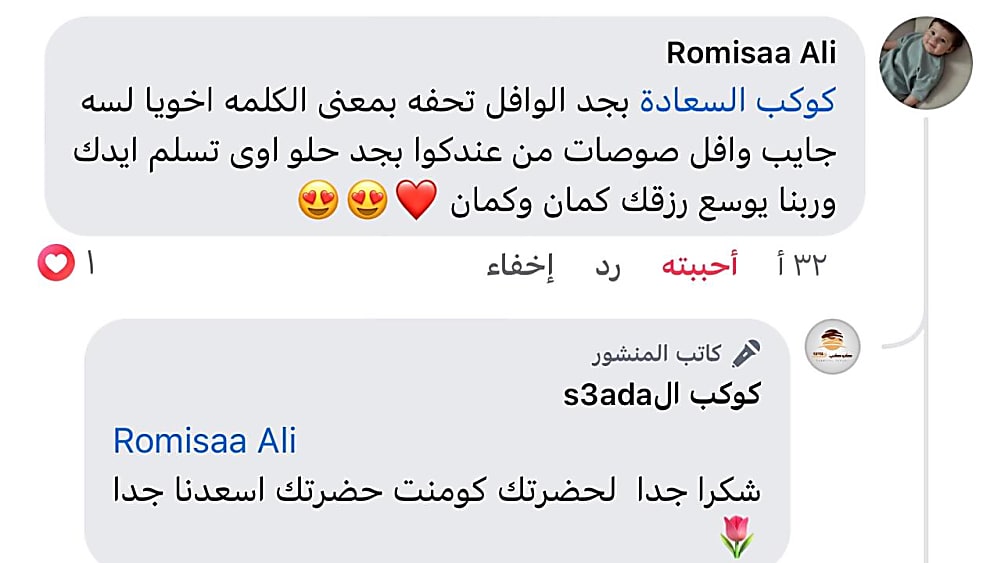 Romisaa Ali
كوكب السعادة بجد الوافل تحفه بمعنى الكلمه اخويا لسه
جايب وافل صوصات من عندكوا بجد حلو اوى تسلم ايدك
وربنا يوسع رزقك كمان وكمان ❤️😍😍
٣٢ أ أحببته رد إخفاء ١
كاتب المنشور
كوكب الs3ada
Romisaa Ali
شكرا جدا لحضرتك كومنت حضرتك اسعدنا جدا
🌷